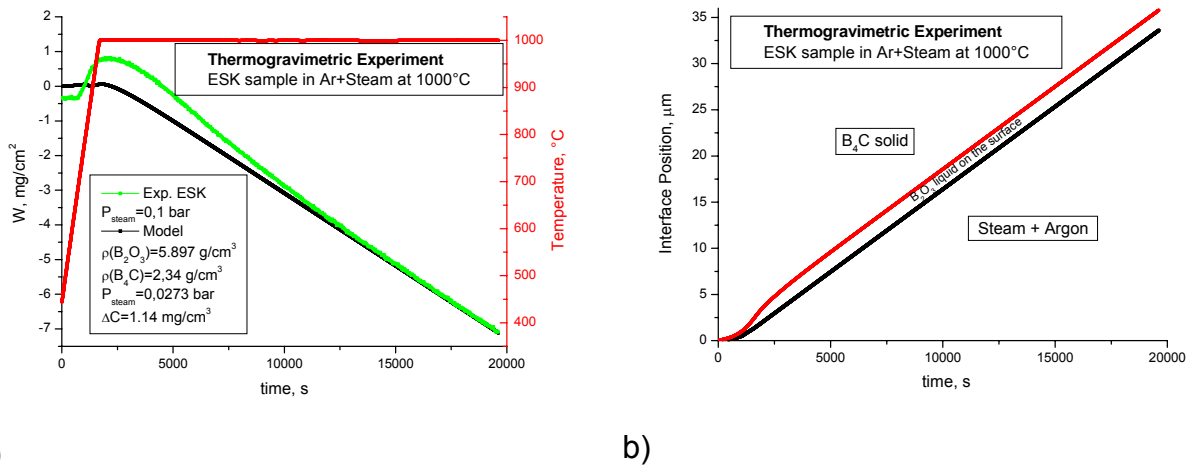 Thermogravimetric Experiment
ESK sample in Ar+Steam at 1000°C
2
1
0
-1
-2
-3
-4
-5
-6
-7
W, mg/cm²
1000
900
800
700
600
500
400
Temperature, °C
Exp. ESK
P_steam=0,1 bar
Model
ρ(B₂O₃)=5.897 g/cm³
ρ(B₄C)=2,34 g/cm³
P_steam=0,0273 bar
ΔC=1.14 mg/cm³
0 5000 10000 15000 20000
time, s
)
Thermogravimetric Experiment
ESK sample in Ar+Steam at 1000°C
35
30
25
20
15
10
5
0
Interface Position, μm
B₄C solid
B₂O₃ liquid on the surface
Steam + Argon
0 5000 10000 15000 20000
time, s
b)